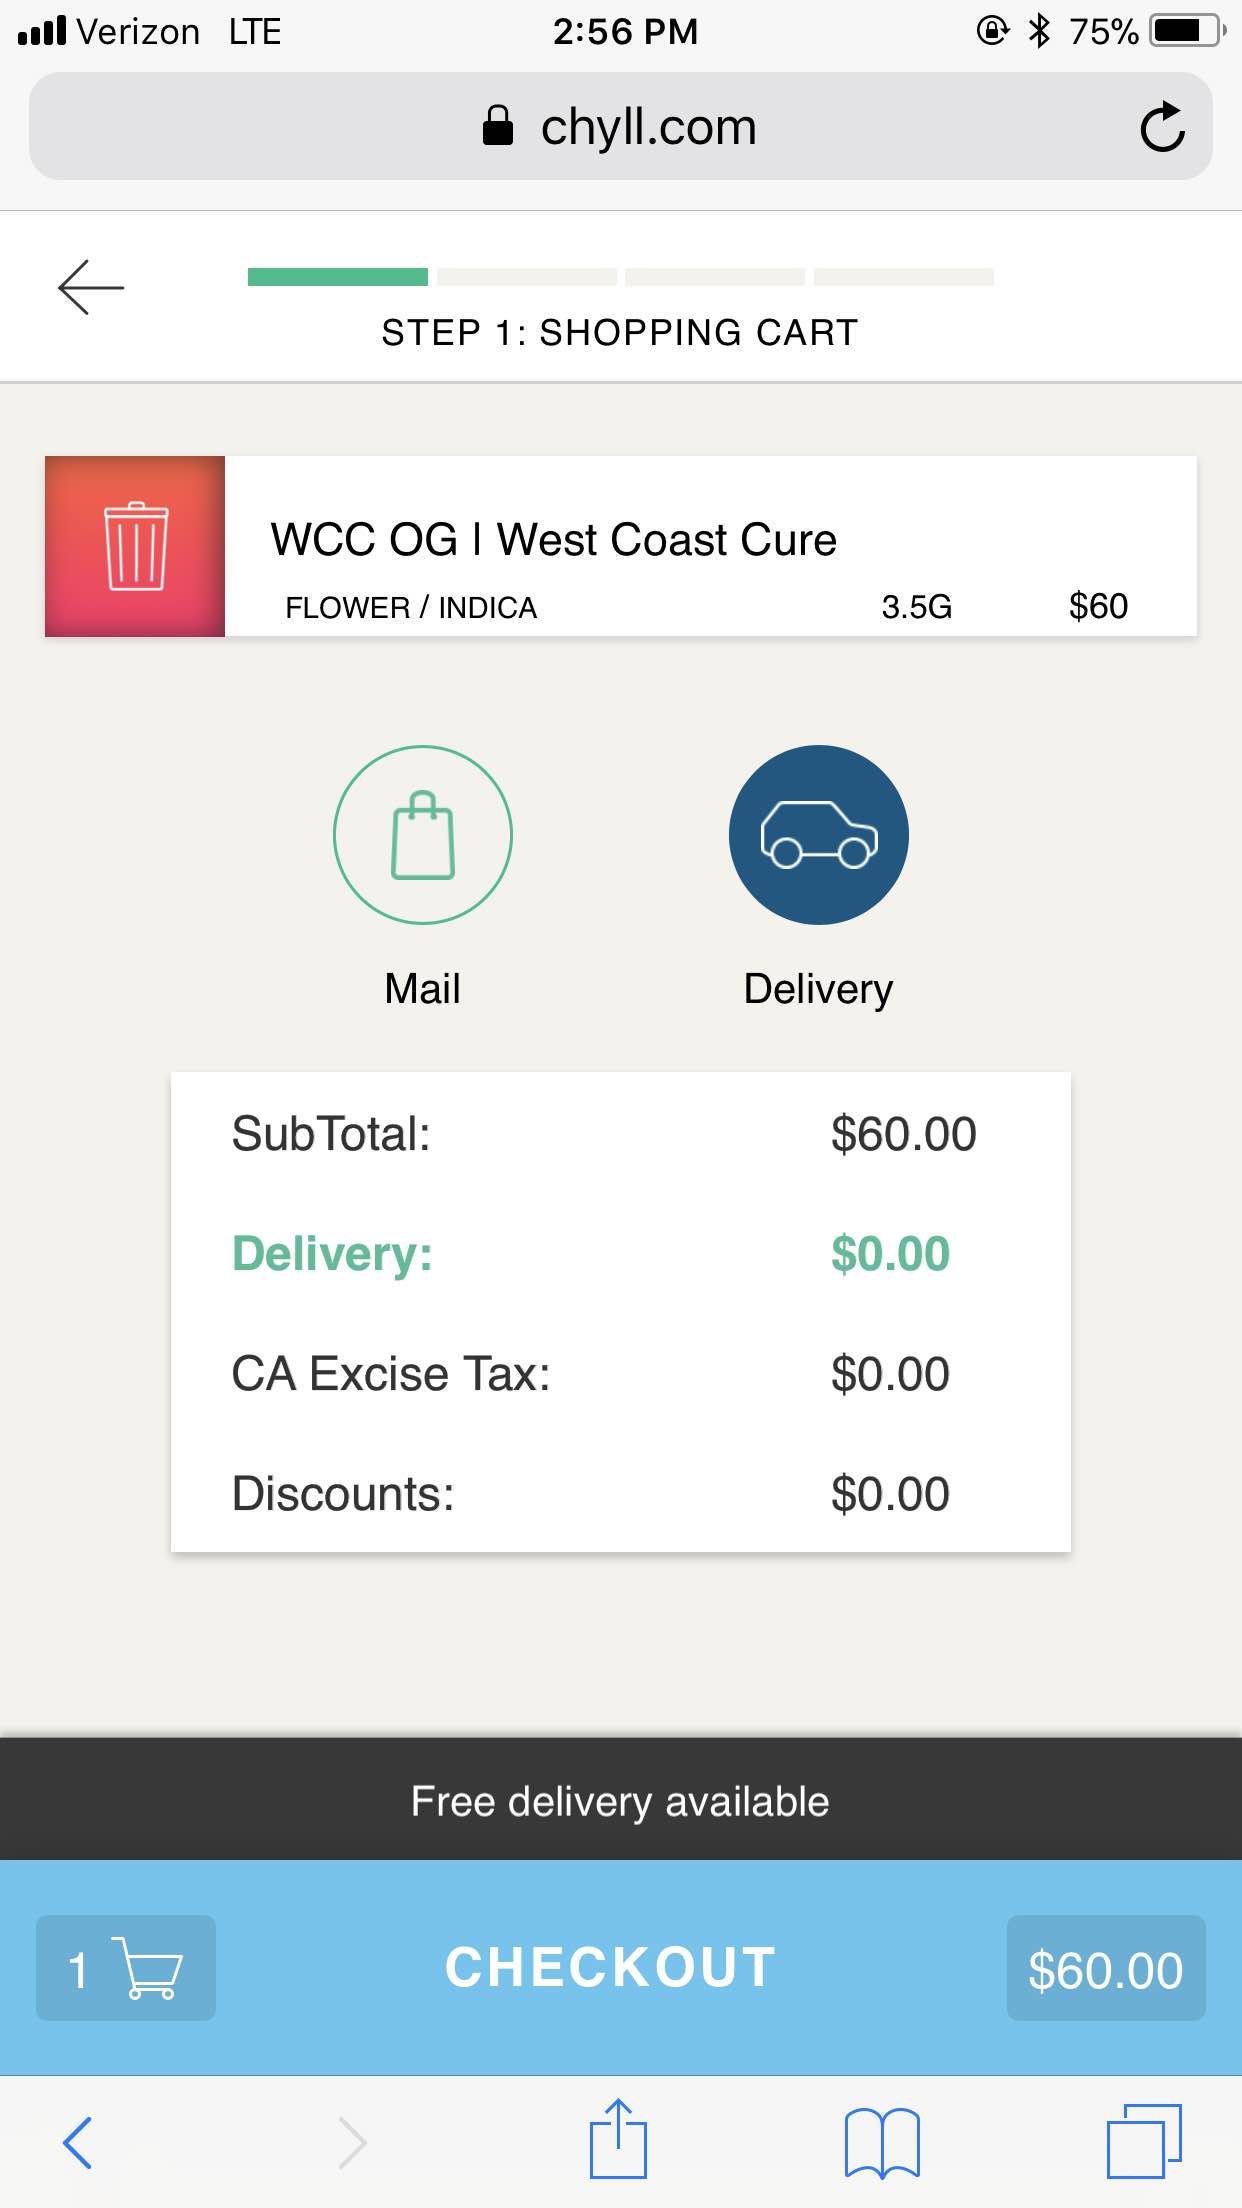 Verizon LTE 2:56 PM 75%
chyll.com
STEP 1: SHOPPING CART
WCC OG | West Coast Cure
FLOWER / INDICA 3.5G $60
Mail Delivery
SubTotal: $60.00
Delivery: $0.00
CA Excise Tax: $0.00
Discounts: $0.00
Free delivery available
1 CHECKOUT $60.00